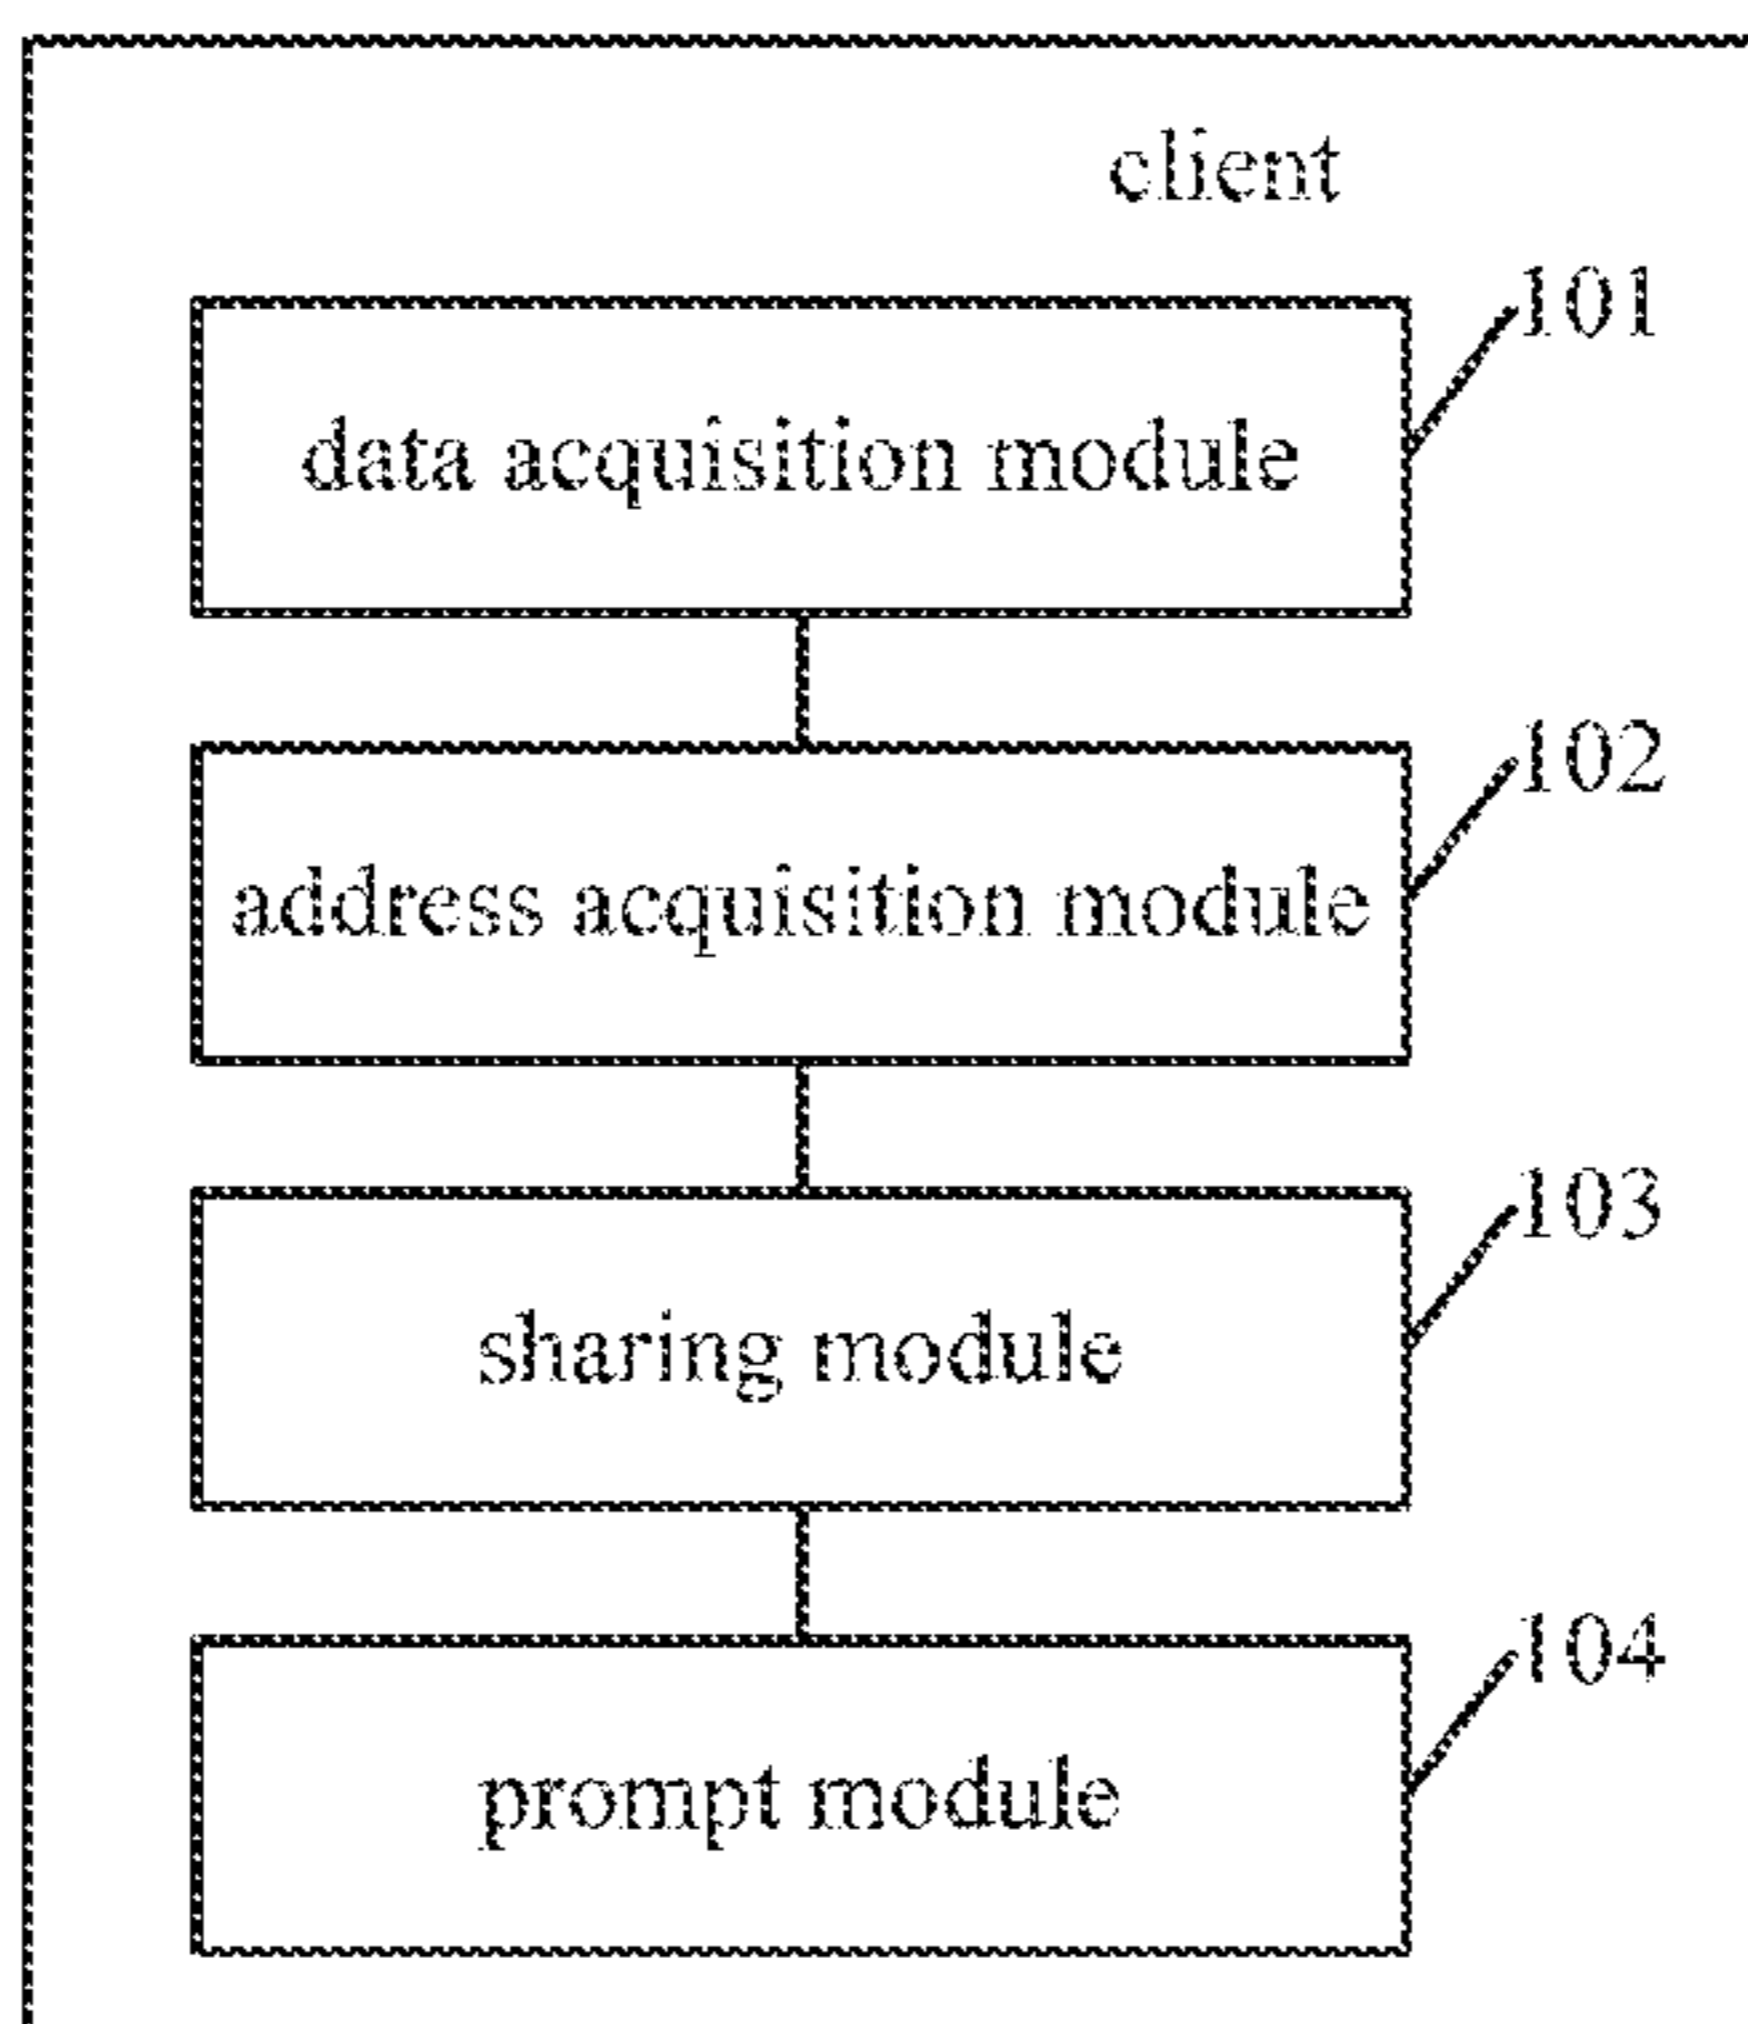 client
101
data acquisition module
102
address acquisition module
103
sharing module
104
prompt module